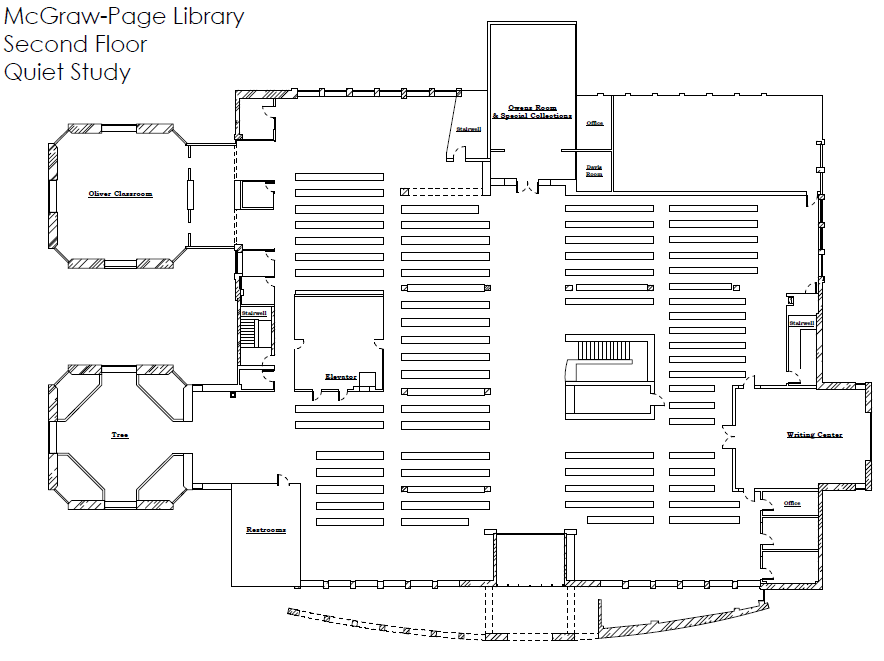 McGraw-Page Library
Second Floor
Quiet Study
Owens Room
& Special Collections
Stairwell
Office
Davis
Room
Oliver Classroom
Stairwell
Stairwell
Elevator
Tree
Writing Center
Office
Restrooms